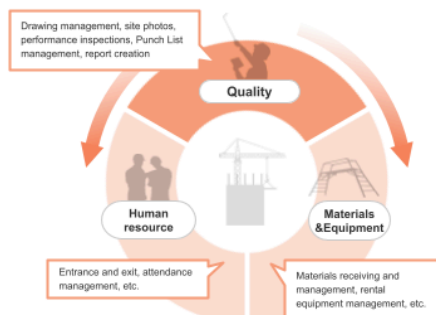 Drawing management, site photos,
performance inspections, Punch List
management, report creation
Quality
Human
resource
Materials
&Equipment
Entrance and exit, attendance
management, etc.
Materials receiving and
management, rental
equipment management, etc.